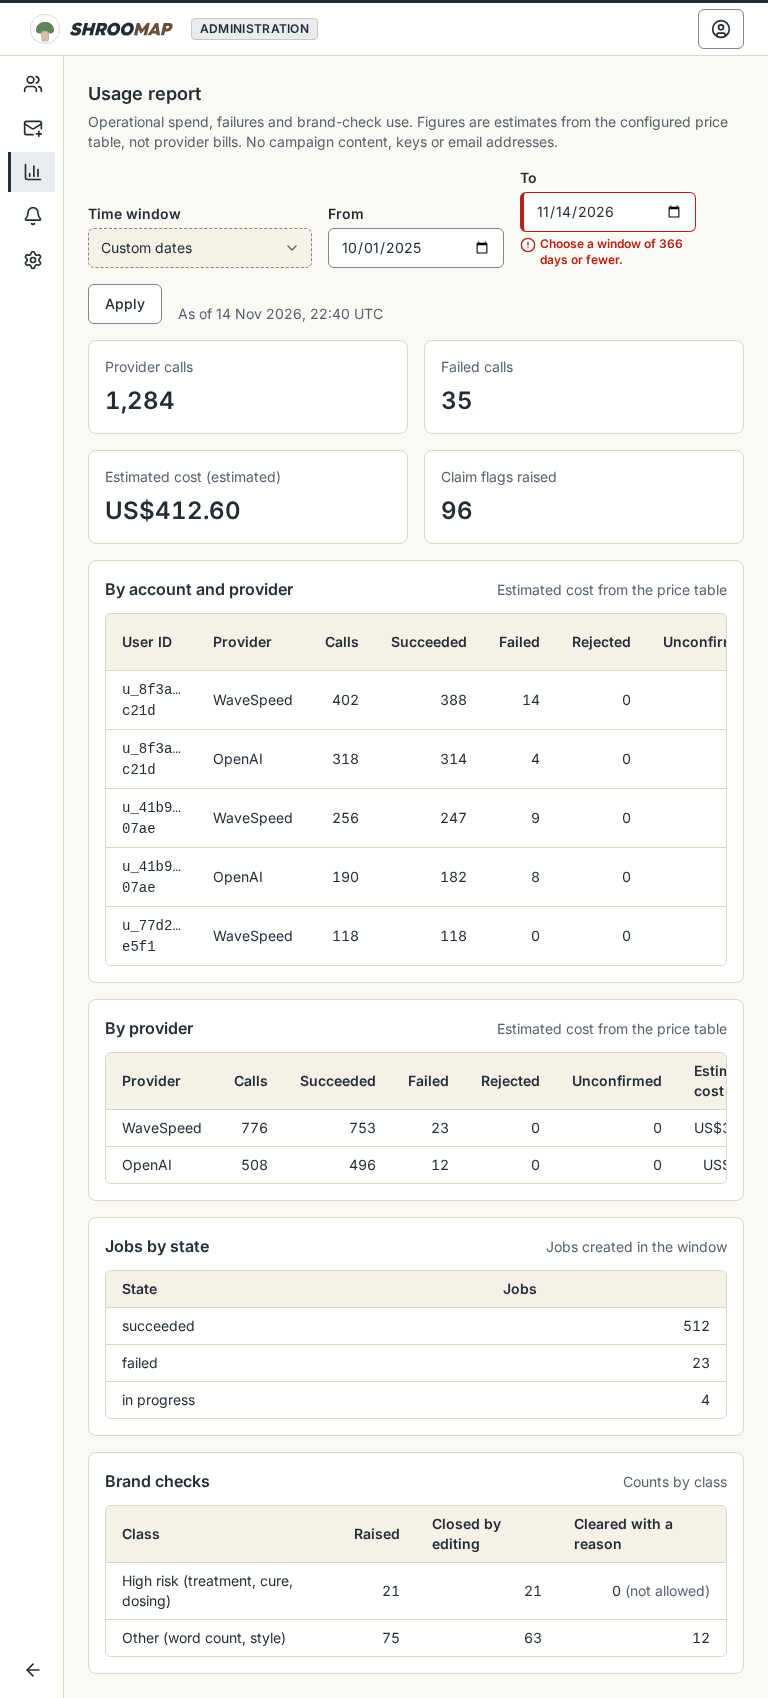 SHROOMAP ADMINISTRATION
Usage report
Operational spend, failures and brand-check use. Figures are estimates from the configured price
table, not provider bills. No campaign content, keys or email addresses.
Time window From To
Custom dates 10/01/2025 11/14/2026
Choose a window of 366
days or fewer.
Apply As of 14 Nov 2026, 22:40 UTC
Provider calls
1,284
Failed calls
35
Estimated cost (estimated)
US$412.60
Claim flags raised
96
By account and provider Estimated cost from the price table
User ID Provider Calls Succeeded Failed Rejected Unconfir
u_8f3a…
c21d WaveSpeed 402 388 14 0
u_8f3a…
c21d OpenAI 318 314 4 0
u_41b9…
07ae WaveSpeed 256 247 9 0
u_41b9…
07ae OpenAI 190 182 8 0
u_77d2…
e5f1 WaveSpeed 118 118 0 0
By provider Estimated cost from the price table
Provider Calls Succeeded Failed Rejected Unconfirmed Estim
cost
WaveSpeed 776 753 23 0 0 US$3
OpenAI 508 496 12 0 0 US$
Jobs by state Jobs created in the window
State Jobs
succeeded 512
failed 23
in progress 4
Brand checks Counts by class
Class Raised Closed by
editing Cleared with a
reason
High risk (treatment, cure,
dosing) 21 21 0 (not allowed)
Other (word count, style) 75 63 12